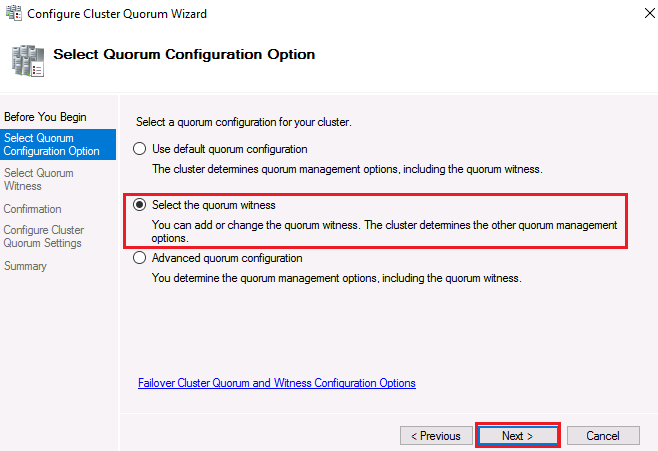 Configure Cluster Quorum Wizard
Select Quorum Configuration Option
Before You Begin
Select Quorum
Configuration Option
Select Quorum
Witness
Confirmation
Configure Cluster
Quorum Settings
Summary
Select a quorum configuration for your cluster.
Use default quorum configuration
The cluster determines quorum management options, including the quorum witness.
Select the quorum witness
You can add or change the quorum witness. The cluster determines the other quorum management
options.
Advanced quorum configuration
You determine the quorum management options, including the quorum witness.
Failover Cluster Quorum and Witness Configuration Options
< Previous
Next >
Cancel